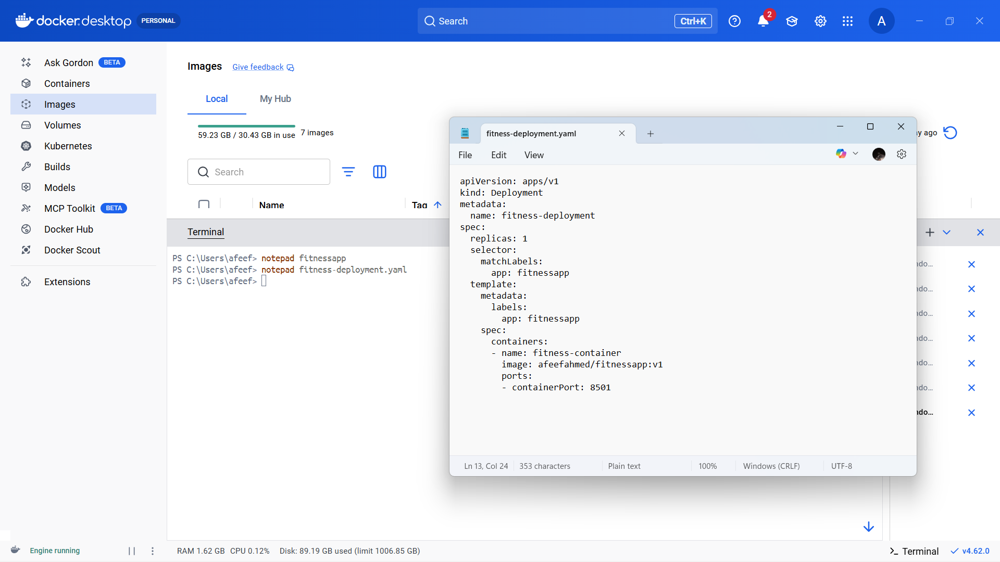 docker.desktop PERSONAL
Search Ctrl+K
2
A
Ask Gordon BETA
Containers
Images
Volumes
Kubernetes
Builds
Models
MCP Toolkit BETA
Docker Hub
Docker Scout
Extensions
Images Give feedback
Local My Hub
59.23 GB / 30.43 GB in use 7 images
ago
Search
Name Tag
Terminal
PS C:\Users\afeef> notepad fitnessapp
PS C:\Users\afeef> notepad fitness-deployment.yaml
PS C:\Users\afeef>
fitness-deployment.yaml
File Edit View
apiVersion: apps/v1
kind: Deployment
metadata:
  name: fitness-deployment
spec:
  replicas: 1
  selector:
    matchLabels:
      app: fitnessapp
  template:
    metadata:
      labels:
        app: fitnessapp
    spec:
      containers:
      - name: fitness-container
        image: afeefahmed/fitnessapp:v1
        ports:
        - containerPort: 8501
Ln 13, Col 24 353 characters Plain text 100% Windows (CRLF) UTF-8
Engine running RAM 1.62 GB CPU 0.12% Disk: 89.19 GB used (limit 1006.85 GB) Terminal v4.62.0